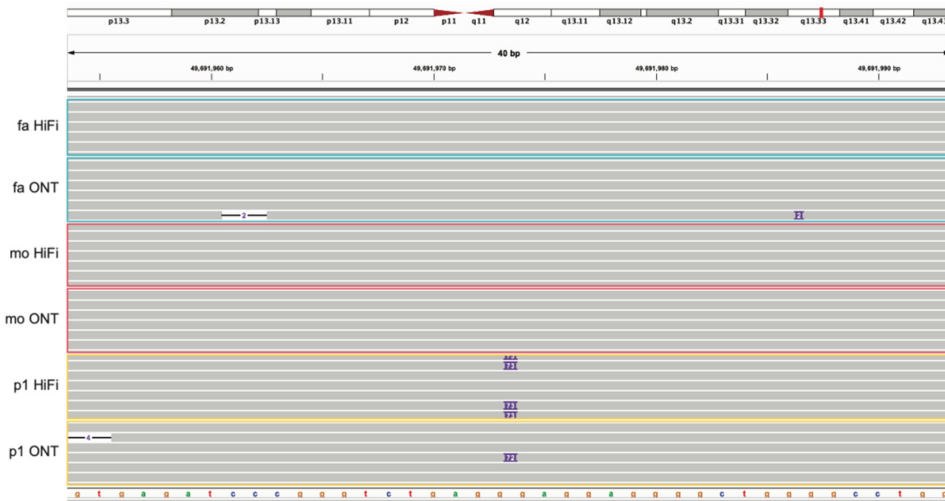 p13.3 p13.2 p13.13 p13.11 p12 p11 q11 q12 q13.11 q13.12 q13.2 q13.31 q13.32 q13.33 q13.41 q13.42 q13.43
40 bp
49,691,960 bp 49,691,970 bp 49,691,980 bp 49,691,990 bp
fa HiFi
fa ONT
2
mo HiFi
mo ONT
p1 HiFi
p1 ONT
4
g t g a g a t c c c g g g t c t g a g g g a g g a g g g g c t g g g g c c t g